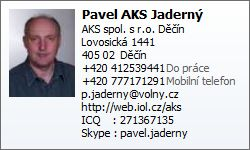 Pavel AKS Jaderný
AKS spol. s r.o. Děčín
Lovosická 1441
405 02 Děčín
+420 412539441 Do práce
+420 777171291 Mobilní telefon
p.jaderny@volny.cz
http://web.iol.cz/aks
ICQ : 271367135
Skype : pavel.jaderny